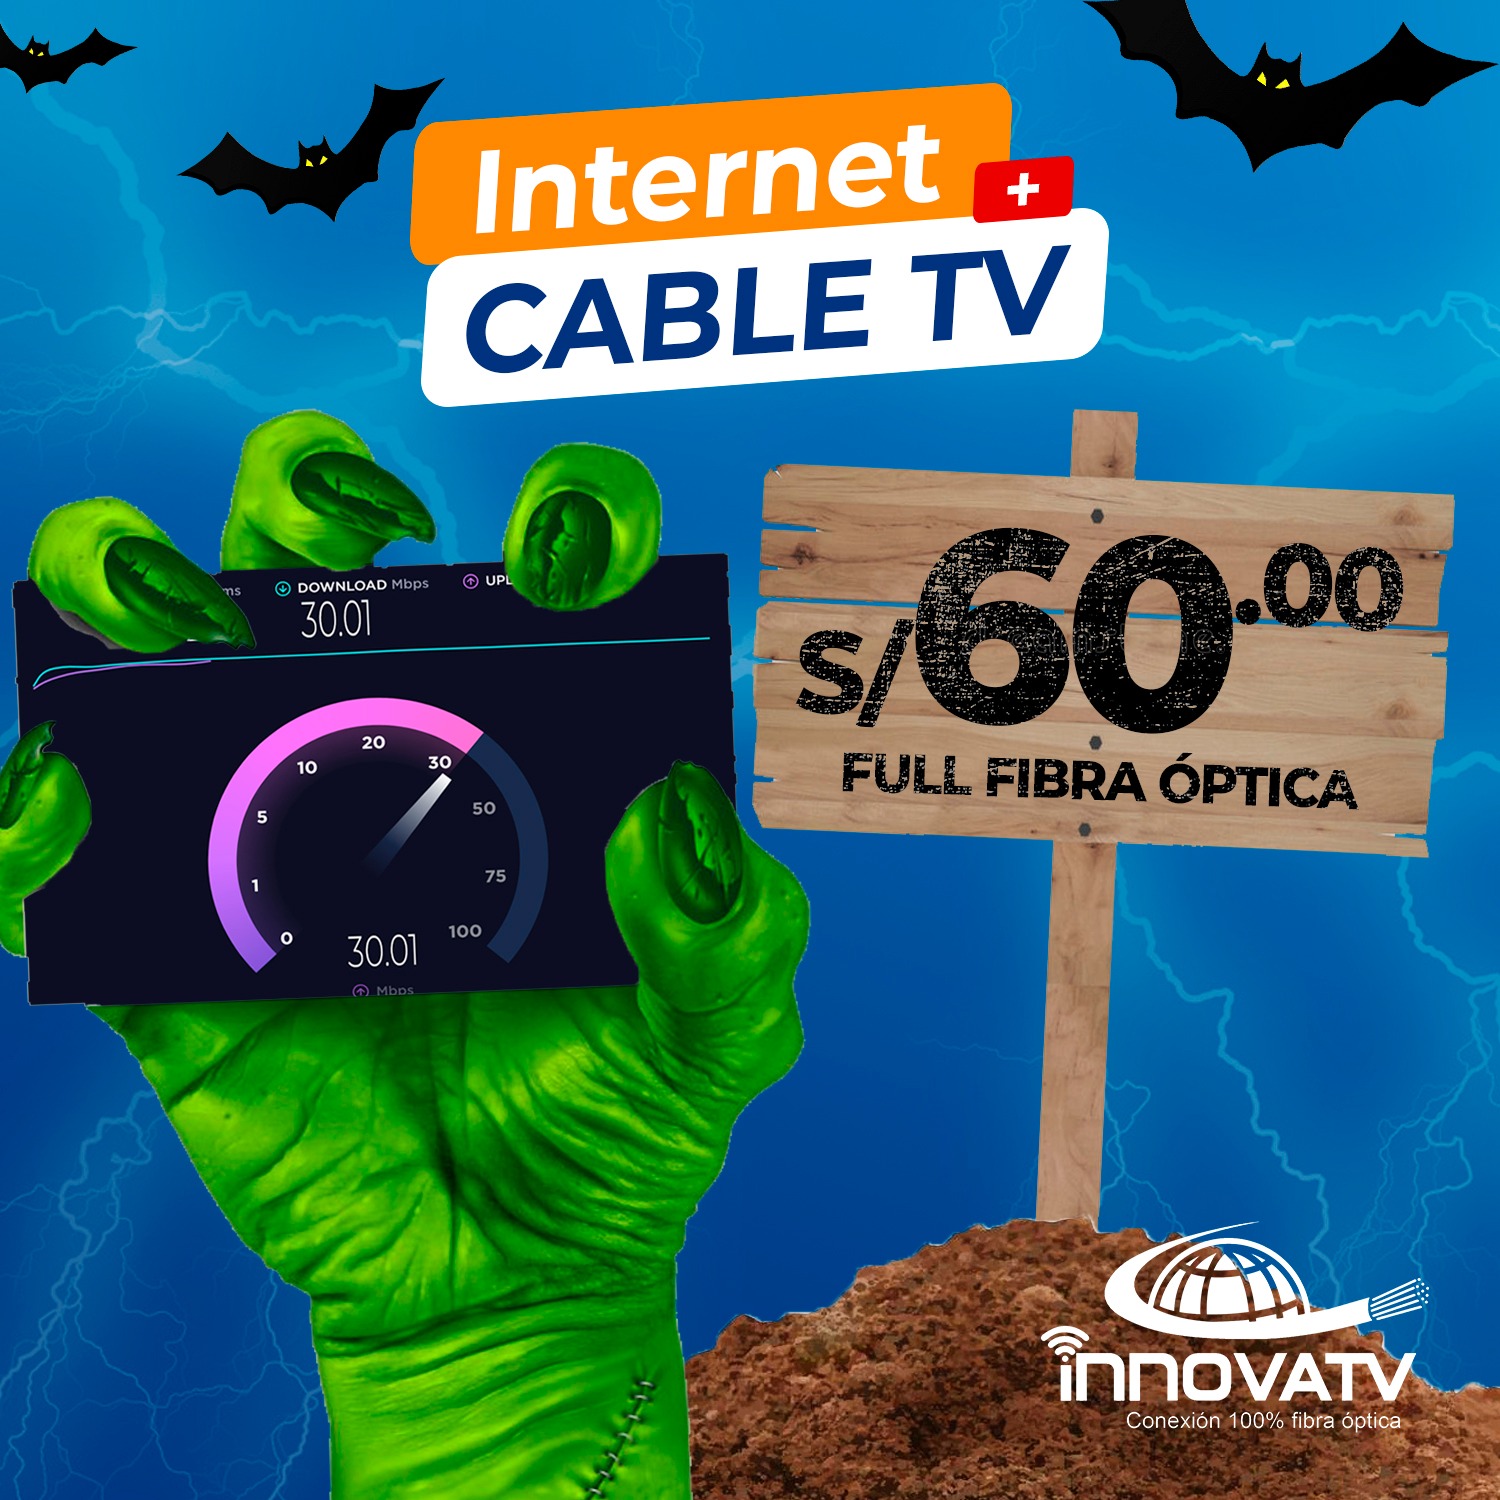 Internet
+
CABLE TV
ms
DOWNLOAD Mbps
30.01
S/60.00
FULL FIBRA ÓPTICA
0
1
5
10
20
30
50
75
100
30.01
Mbps
innovaTV
Conexión 100% fibra óptica